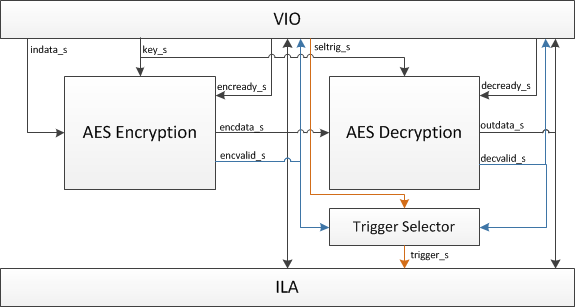 VIO
indata_s
key_s
seltrig_s
encready_s
decready_s
AES Encryption
encdata_s
AES Decryption
outdata_s
encvalid_s
decvalid_s
Trigger Selector
trigger_s
ILA